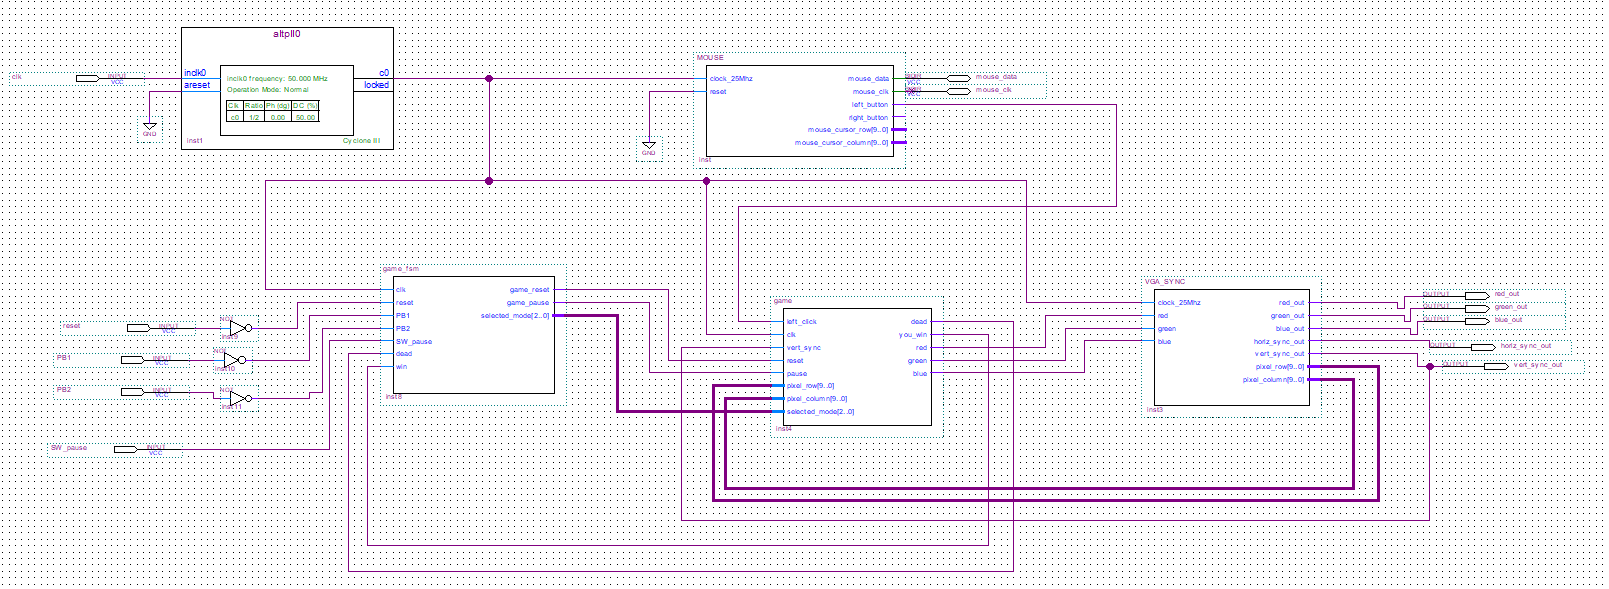 altpll0
clk
INPUT
VCC
inclk0
areset
inclk0 frequency: 50.000 MHz
Operation Mode: Normal
Clk Ratio Ph (dg) DC (%)
c0 1/2 0.00 50.00
c0
locked
inst1
Cyclone III
GND
MOUSE
clock_25Mhz
reset
mouse_data
mouse_clk
left_button
right_button
mouse_cursor_row[9..0]
mouse_cursor_column[9..0]
inst
GND
VCC
mouse_data
VCC
mouse_clk
reset
INPUT
VCC
NOT
inst9
PB1
INPUT
VCC
NOT
inst10
PB2
INPUT
VCC
NOT
inst11
SW_pause
INPUT
VCC
game_fsm
clk
reset
PB1
PB2
SW_pause
dead
win
game_reset
game_pause
selected_mode[2..0]
inst8
game
left_click
clk
vert_sync
reset
pause
pixel_row[9..0]
pixel_column[9..0]
selected_mode[2..0]
dead
you_win
red
green
blue
inst4
VGA_SYNC
clock_25Mhz
red
green
blue
red_out
green_out
blue_out
horiz_sync_out
vert_sync_out
pixel_row[9..0]
pixel_column[9..0]
inst3
OUTPUT
red_out
OUTPUT
green_out
OUTPUT
blue_out
OUTPUT
horiz_sync_out
OUTPUT
vert_sync_out